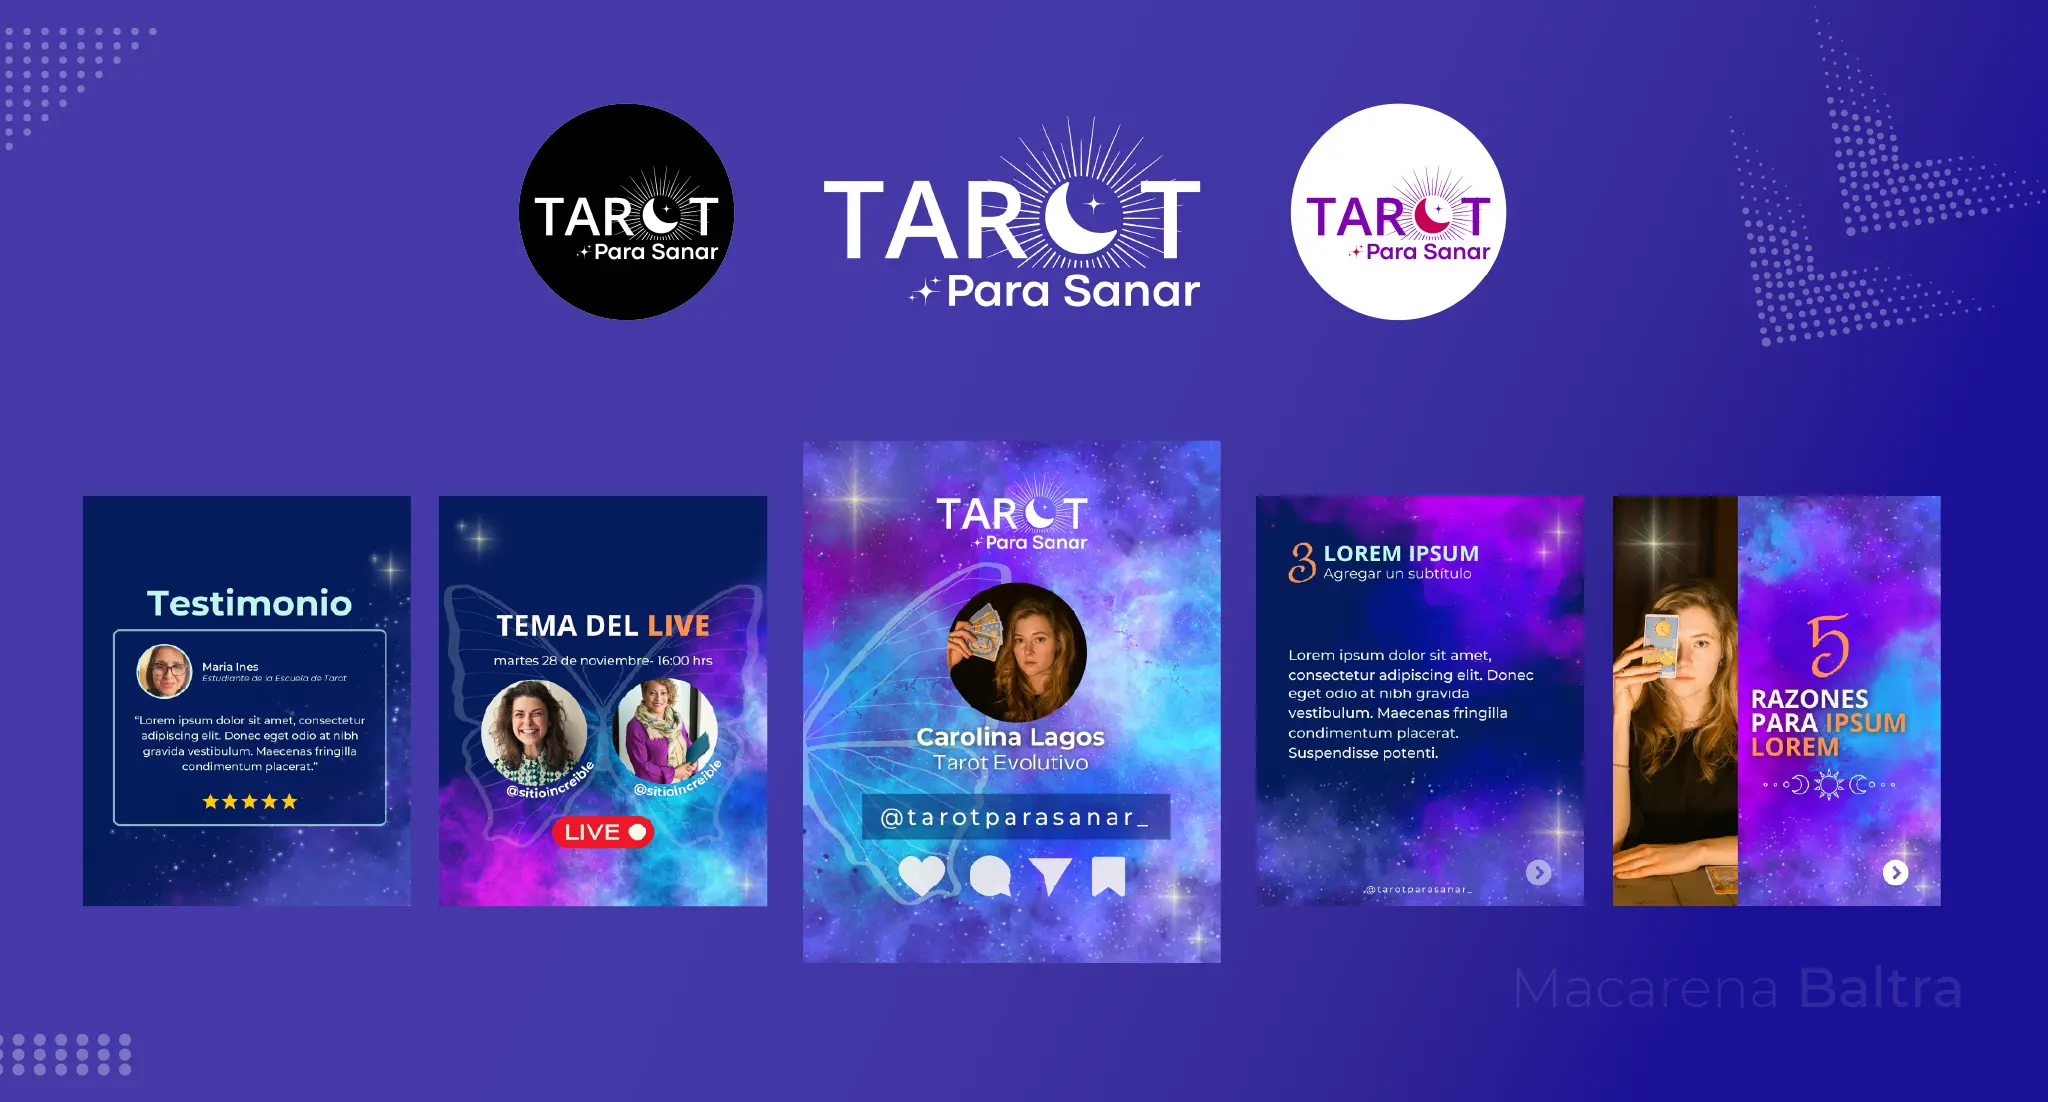 TAROT
Para Sanar
TAROT
Para Sanar
TAROT
Para Sanar
Testimonio
Maria Ines
Estudiante de la Escuela de Tarot
“Lorem ipsum dolor sit amet, consectetur
adipiscing elit. Donec eget odio at nibh
gravida vestibulum. Maecenas fringilla
condimentum placerat.”
TEMA DEL LIVE
martes 28 de noviembre- 16:00 hrs
@sitioincreible
@sitioincreible
LIVE
TAROT
Para Sanar
Carolina Lagos
Tarot Evolutivo
@tarotparasanar_
3 LOREM IPSUM
Agregar un subtítulo
Lorem ipsum dolor sit amet,
consectetur adipiscing elit. Donec
eget odio at nibh gravida
vestibulum. Maecenas fringilla
condimentum placerat.
Suspendisse potenti.
@tarotparasanar_
5
RAZONES
PARA IPSUM
LOREM
Macarena Baltra